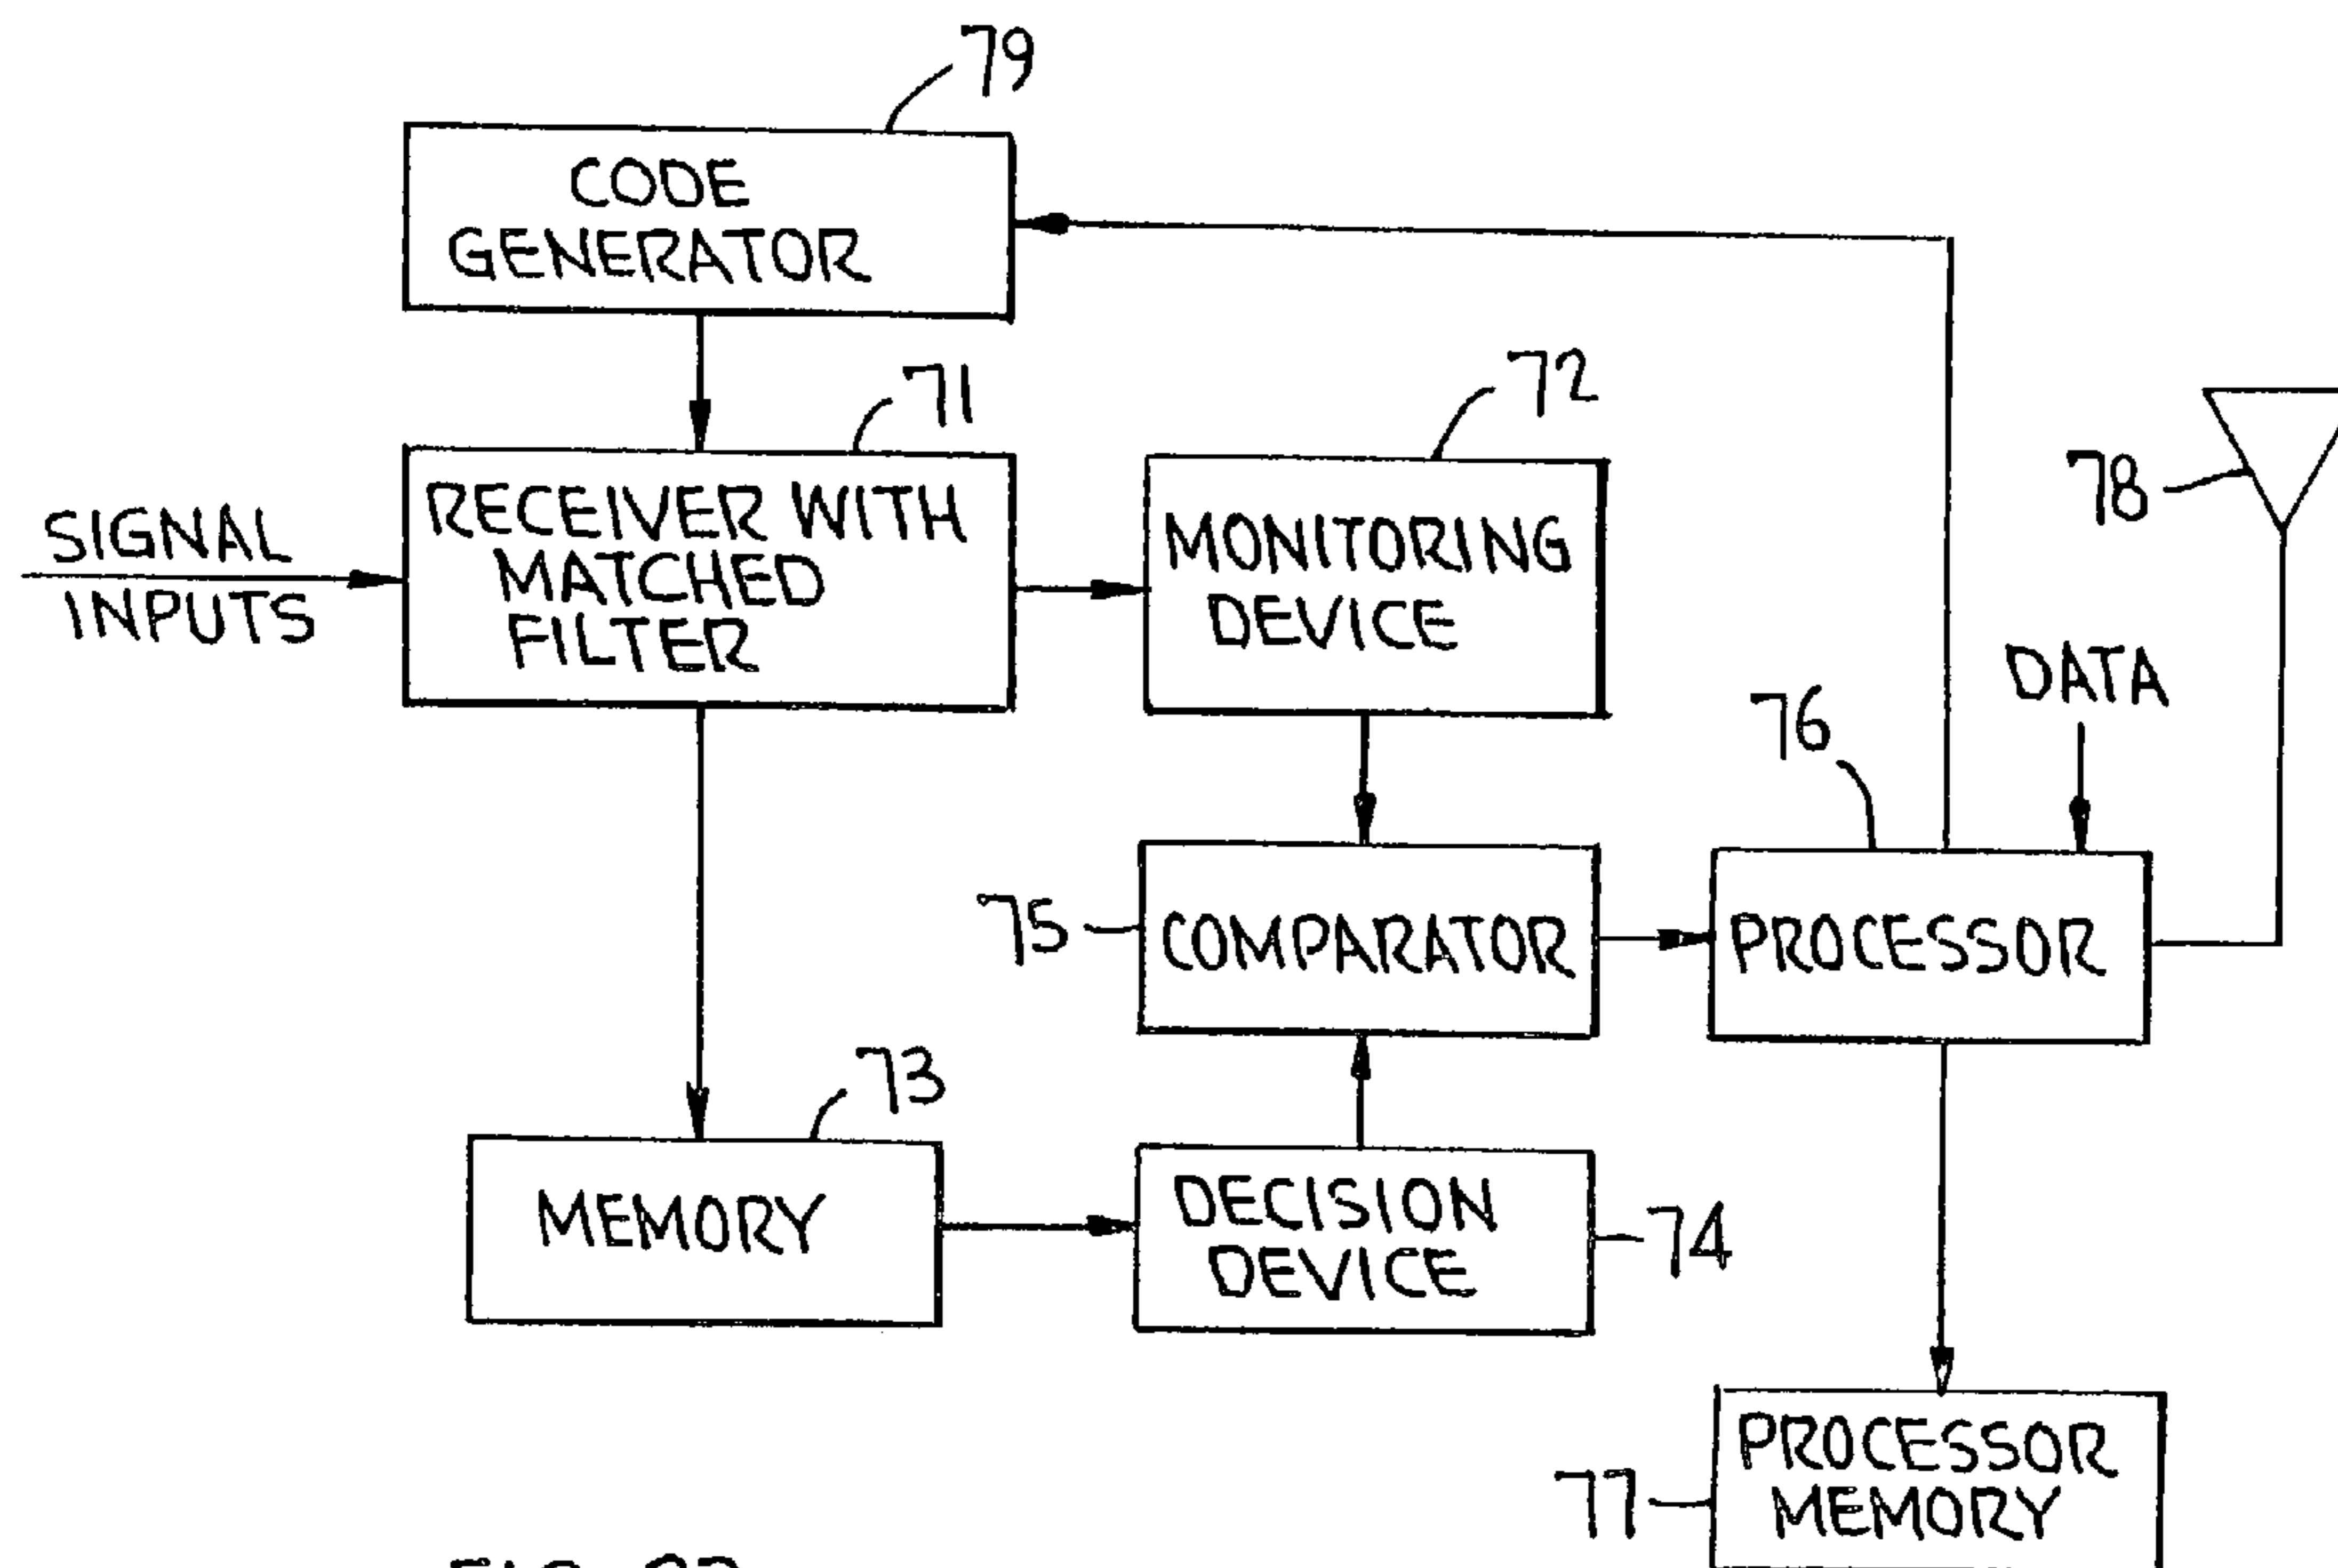 79
CODE
GENERATOR
71
72
SIGNAL
INPUTS
RECEIVER WITH
MATCHED
FILTER
MONITORING
DEVICE
78
DATA
76
75
COMPARATOR
PROCESSOR
73
MEMORY
DECISION
DEVICE
74
77
PROCESSOR
MEMORY